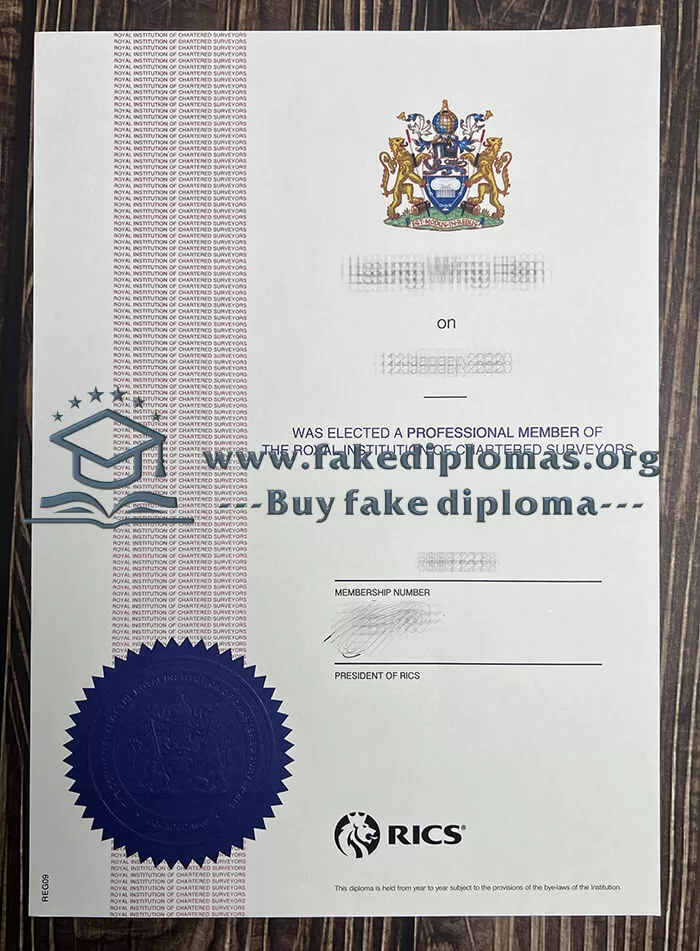 ROYAL INSTITUTION OF CHARTERED SURVEYORS
EST·MODUS·IN·REBUS
on
WAS ELECTED A PROFESSIONAL MEMBER OF
THE ROYAL INSTITUTION OF CHARTERED SURVEYORS
www.fakediplomas.org
---Buy fake diploma---
MEMBERSHIP NUMBER
PRESIDENT OF RICS
RICS
REG09
This diploma is held from year to year subject to the provisions of the bye-laws of the Institution.